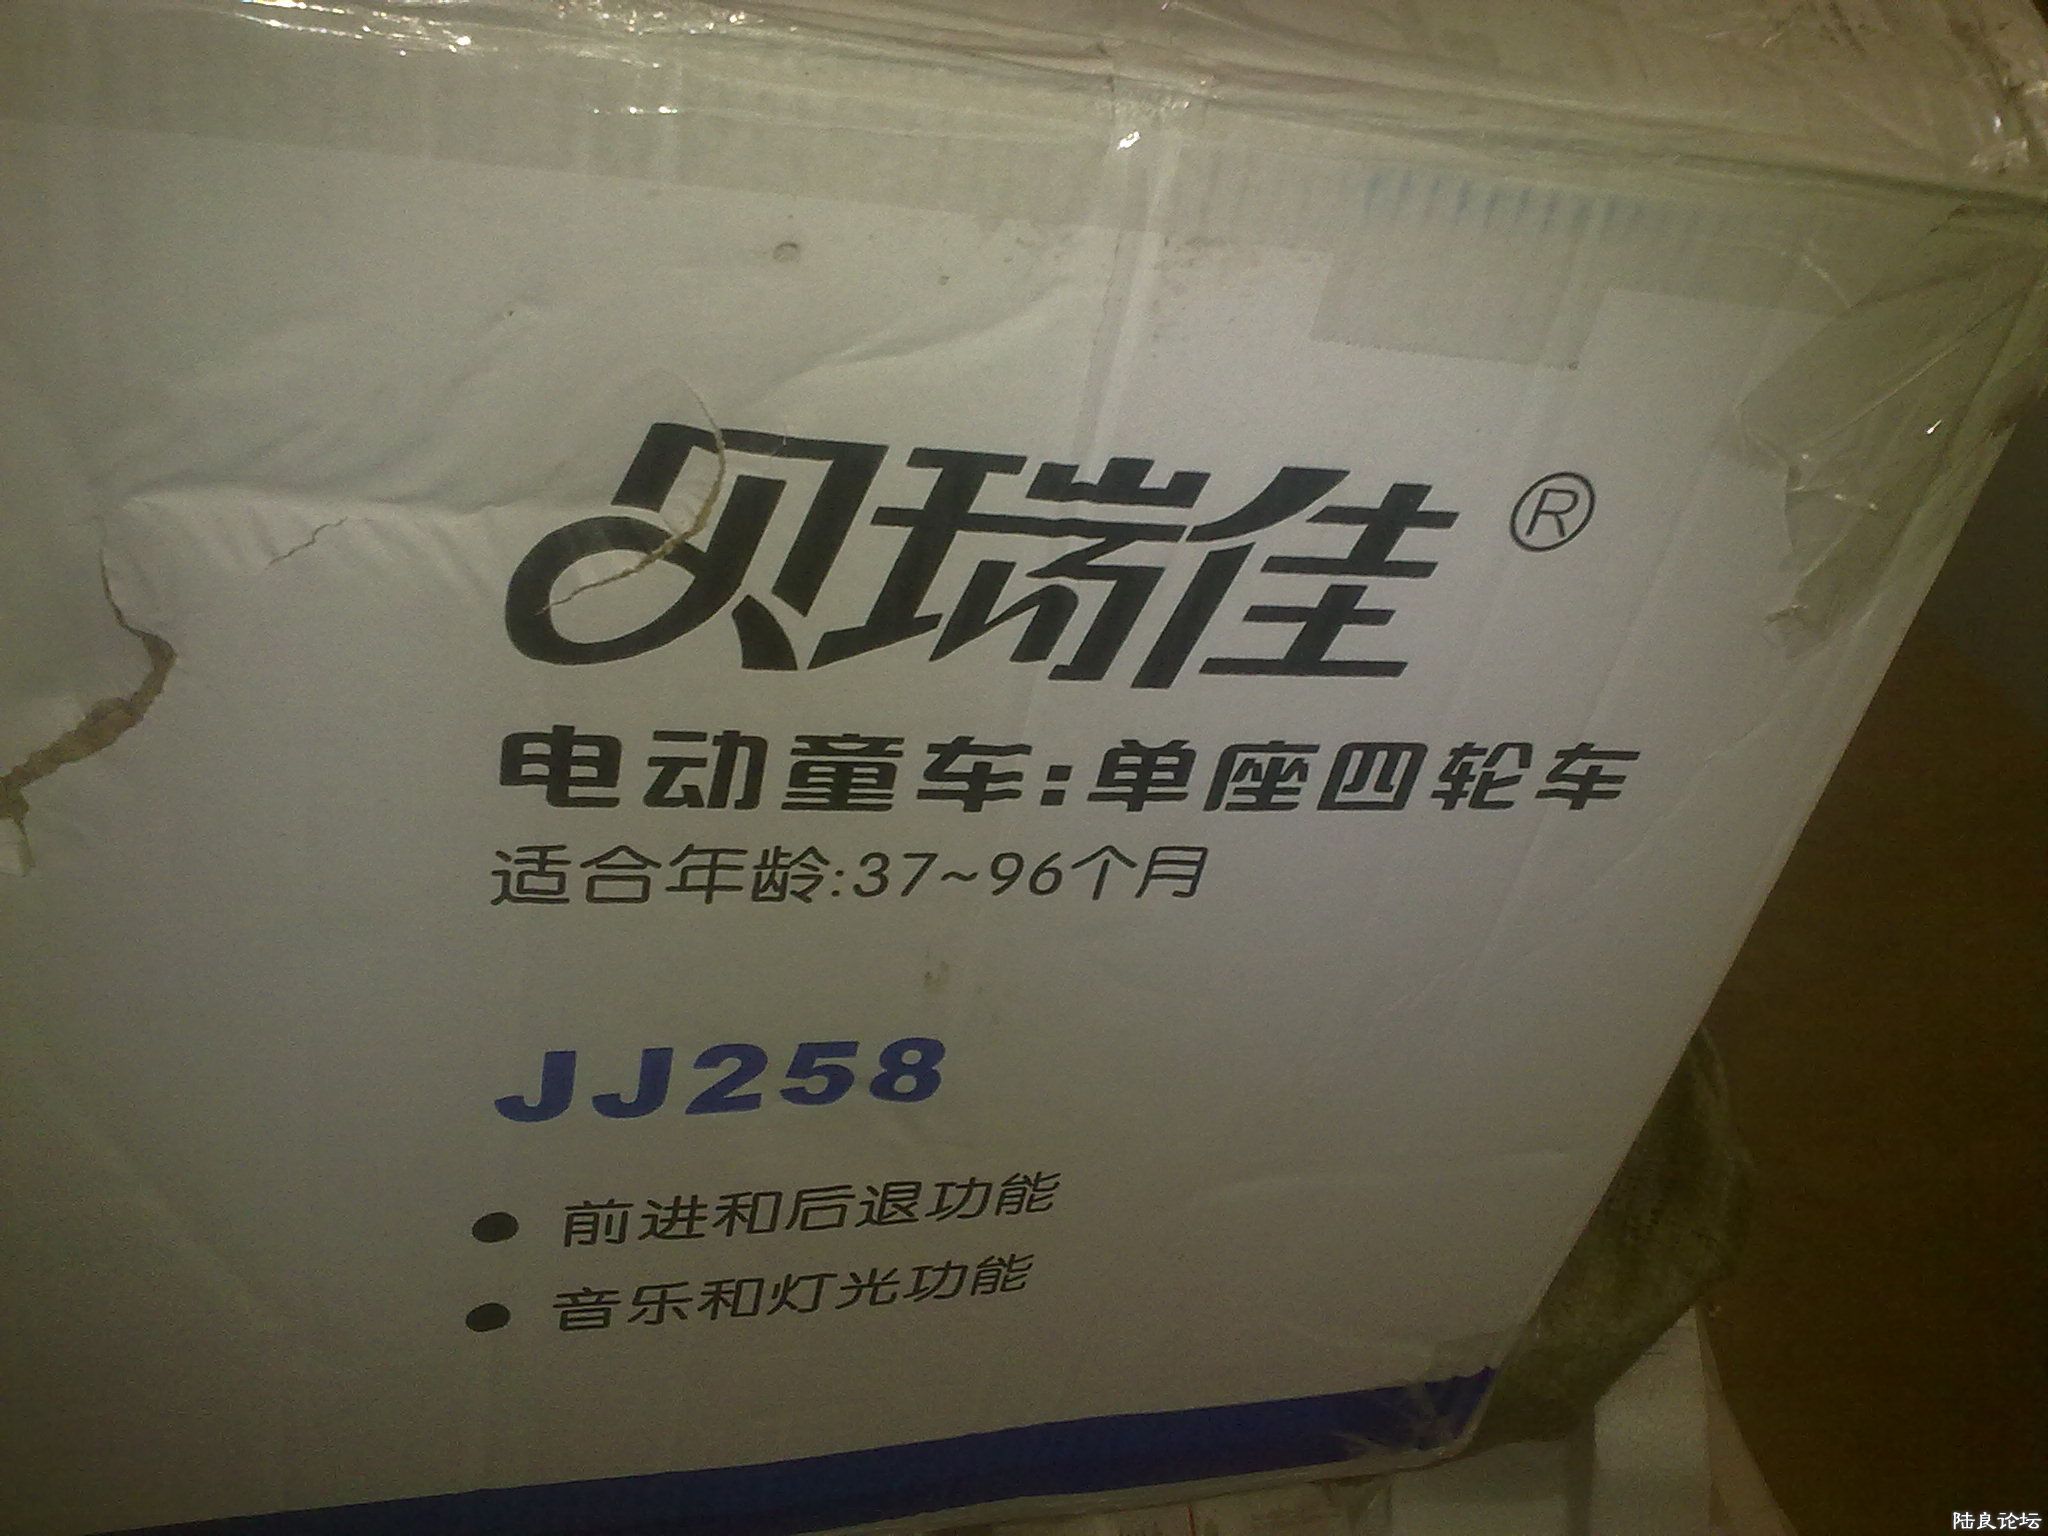 贝瑞佳®
电动童车:单座四轮车
适合年龄:37~96个月
JJ258
● 前进和后退功能
● 音乐和灯光功能
陆良论坛